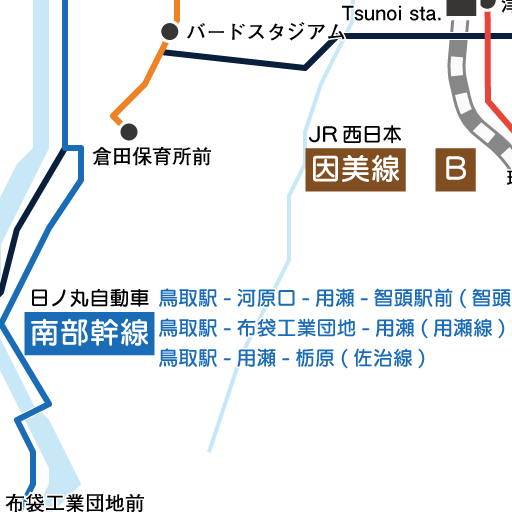 Tsunoi sta.
バードスタジアム
倉田保育所前
JR西日本
因美線 B
日ノ丸自動車
南部幹線
鳥取駅 - 河原口 - 用瀬 - 智頭駅前 ( 智頭
鳥取駅 - 布袋工業団地 - 用瀬 ( 用瀬線 )
鳥取駅 - 用瀬 - 栃原 ( 佐治線 )
布袋工業団地前